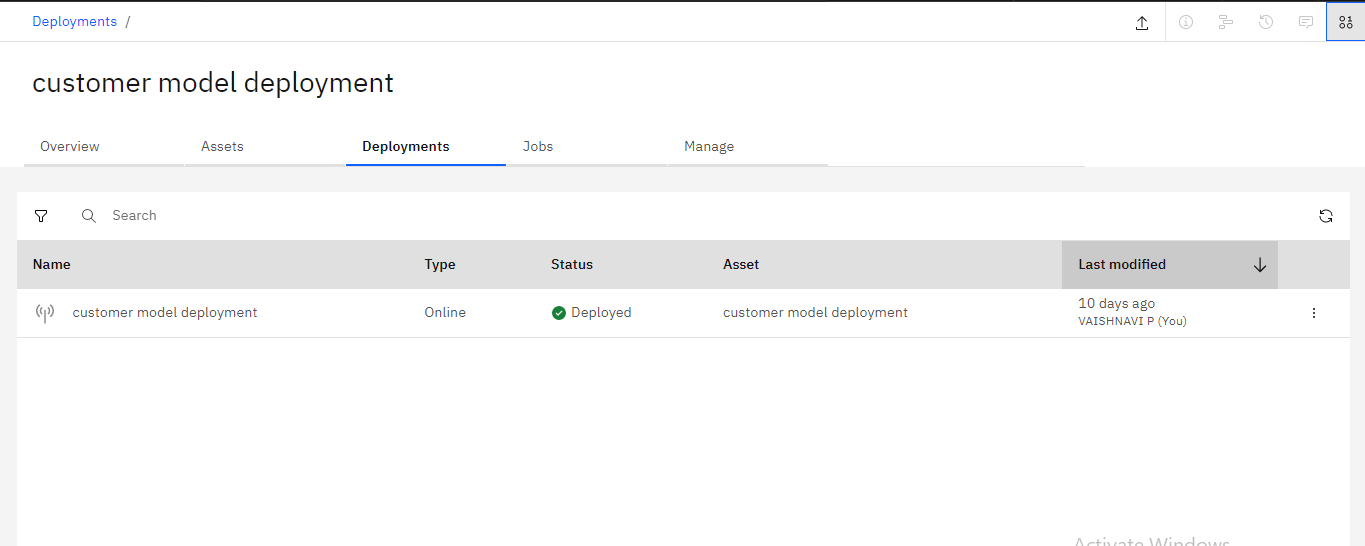 Deployments /
customer model deployment
Overview Assets Deployments Jobs Manage
Search
Name Type Status Asset Last modified
customer model deployment Online Deployed customer model deployment 10 days ago
VAISHNAVI P (You)
Activate Windows